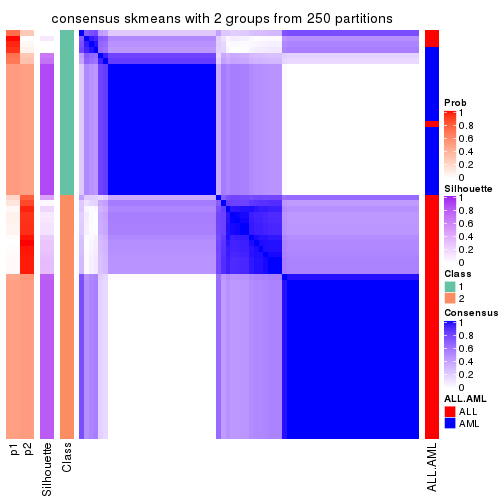 consensus skmeans with 2 groups from 250 partitions
Prob
1
0.8
0.6
0.4
0.2
0
Silhouette
1
0.8
0.6
0.4
0.2
0
Class
1
2
Consensus
1
0.8
0.6
0.4
0.2
0
ALL.AML
ALL
AML
p1
p2
Silhouette
Class
ALL.AML